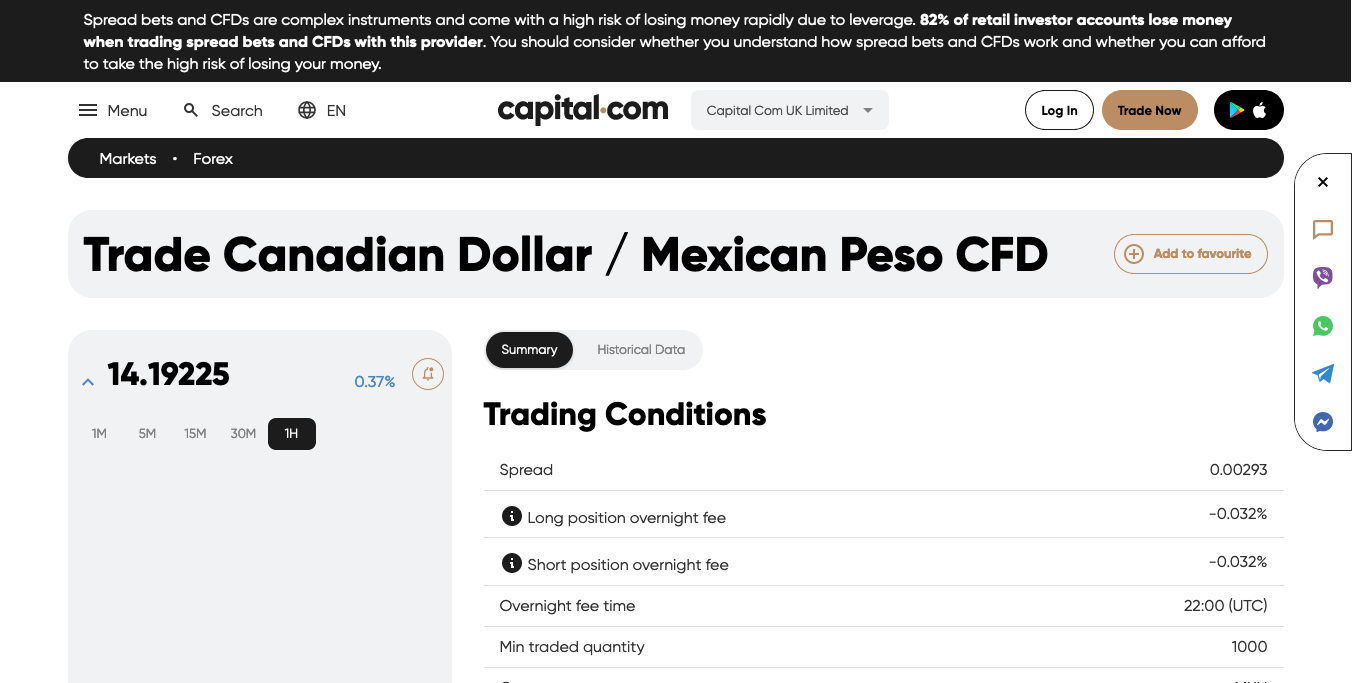 Spread bets and CFDs are complex instruments and come with a high risk of losing money rapidly due to leverage. 82% of retail investor accounts lose money
when trading spread bets and CFDs with this provider. You should consider whether you understand how spread bets and CFDs work and whether you can afford
to take the high risk of losing your money.
Menu
Search
EN
capital.com
Capital Com UK Limited
Log In
Trade Now
Markets • Forex
Trade Canadian Dollar / Mexican Peso CFD
Add to favourite
14.19225
0.37%
1M 5M 15M 30M 1H
Summary
Historical Data
Trading Conditions
Spread 0.00293
Long position overnight fee -0.032%
Short position overnight fee -0.032%
Overnight fee time 22:00 (UTC)
Min traded quantity 1000